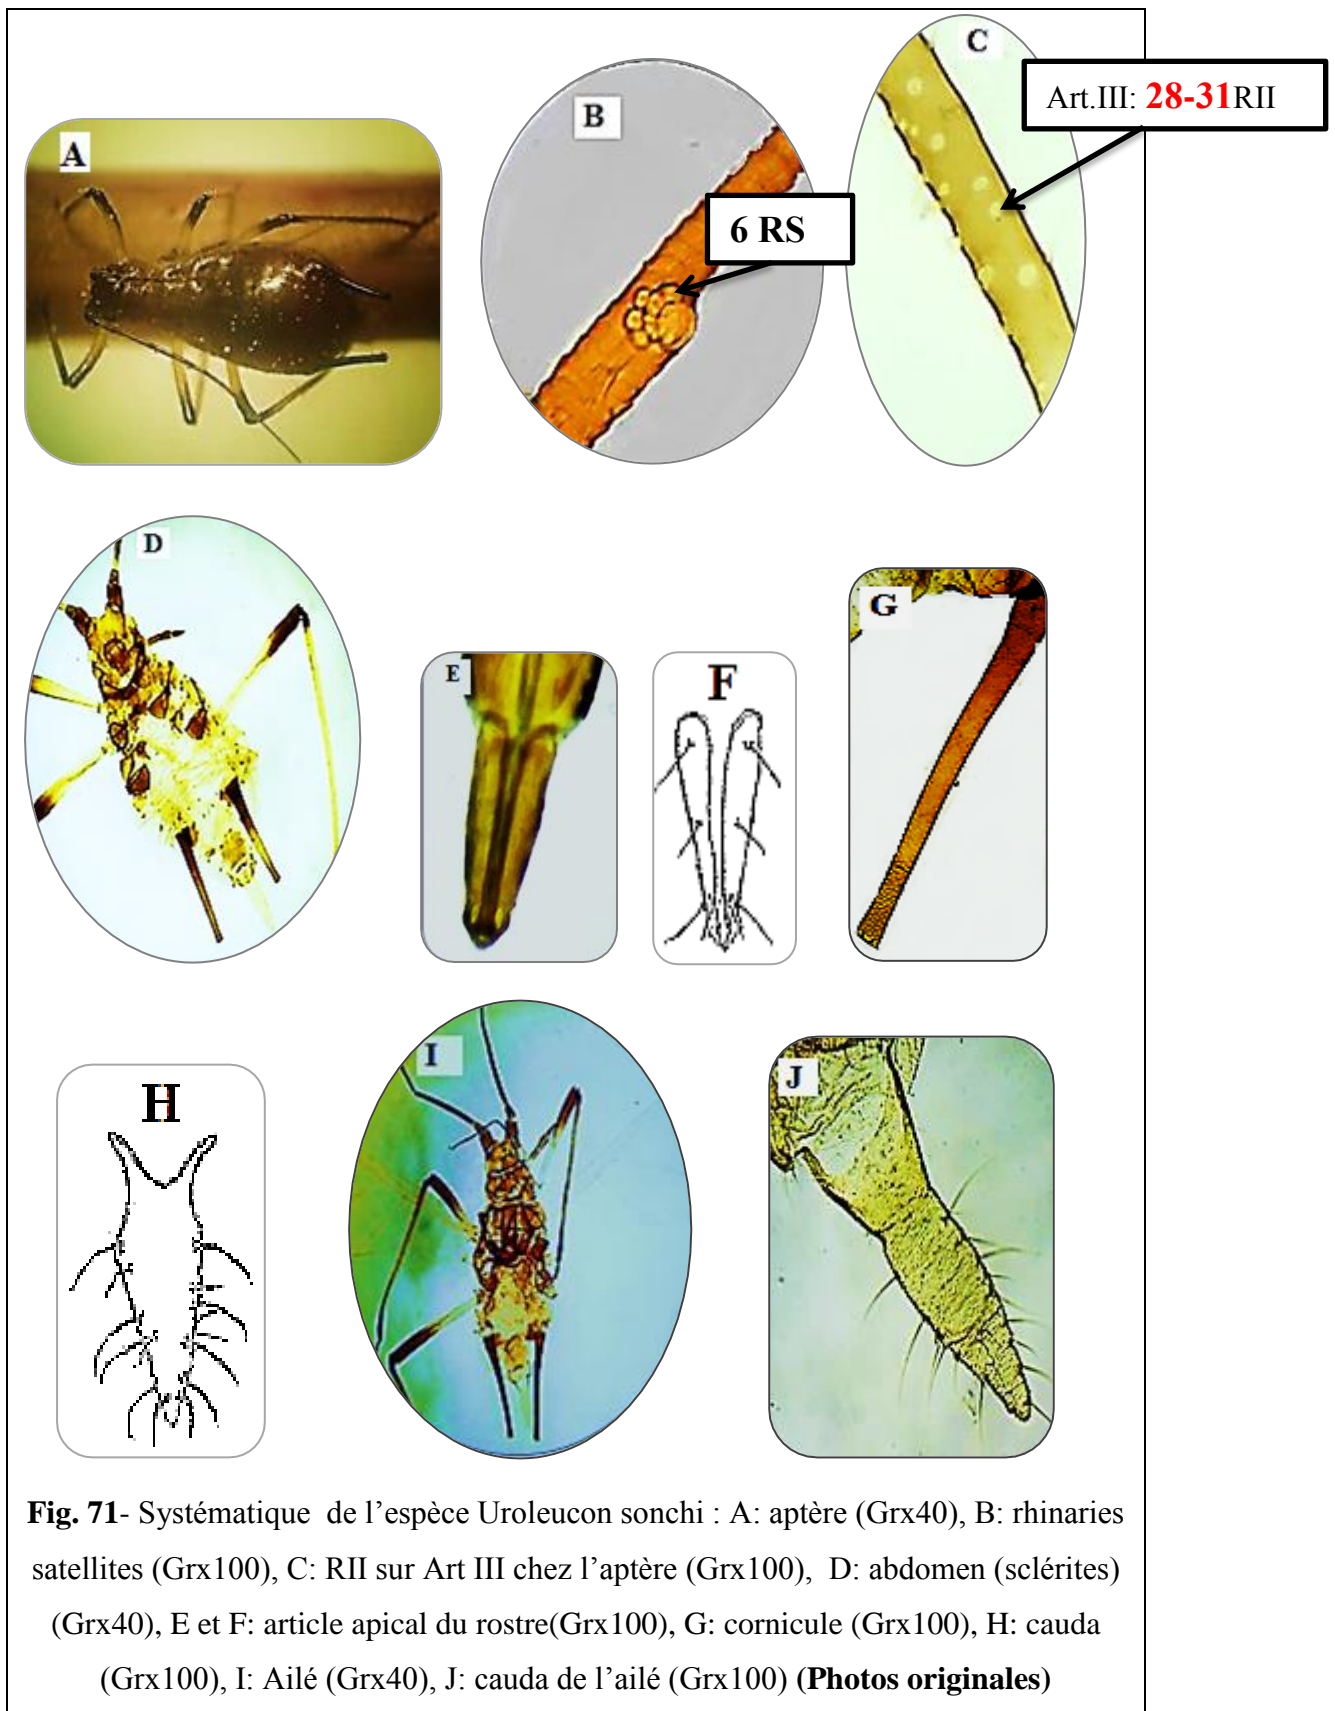 A
B
C
Art.III: 28-31RII
6 RS
D
E
F
G
H
I
J
Fig. 71- Systématique de l’espèce Uroleucon sonchi : A: aptère (Grx40), B: rhinaries
satellites (Grx100), C: RII sur Art III chez l’aptère (Grx100), D: abdomen (sclérites)
(Grx40), E et F: article apical du rostre(Grx100), G: cornicule (Grx100), H: cauda
(Grx100), I: Ailé (Grx40), J: cauda de l’ailé (Grx100) (Photos originales)